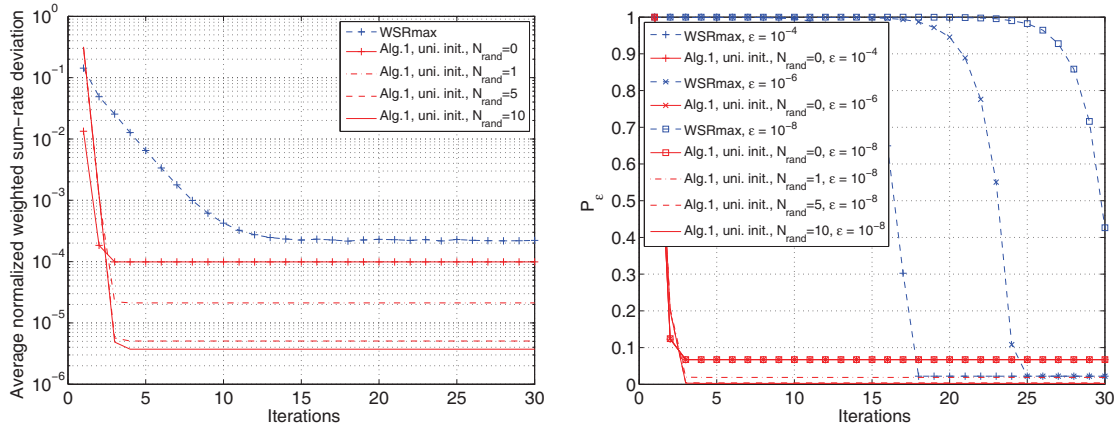 Average normalized weighted sum-rate deviation
10^0
10^-1
10^-2
10^-3
10^-4
10^-5
10^-6
0 5 10 15 20 25 30
Iterations
WSRmax
Alg.1, uni. init., N_rand=0
Alg.1, uni. init., N_rand=1
Alg.1, uni. init., N_rand=5
Alg.1, uni. init., N_rand=10
P_ε
1
0.9
0.8
0.7
0.6
0.5
0.4
0.3
0.2
0.1
0
0 5 10 15 20 25 30
Iterations
WSRmax, ε = 10^-4
Alg.1, uni. init., N_rand=0, ε = 10^-4
WSRmax, ε = 10^-6
Alg.1, uni. init., N_rand=0, ε = 10^-6
WSRmax, ε = 10^-8
Alg.1, uni. init., N_rand=0, ε = 10^-8
Alg.1, uni. init., N_rand=1, ε = 10^-8
Alg.1, uni. init., N_rand=5, ε = 10^-8
Alg.1, uni. init., N_rand=10, ε = 10^-8